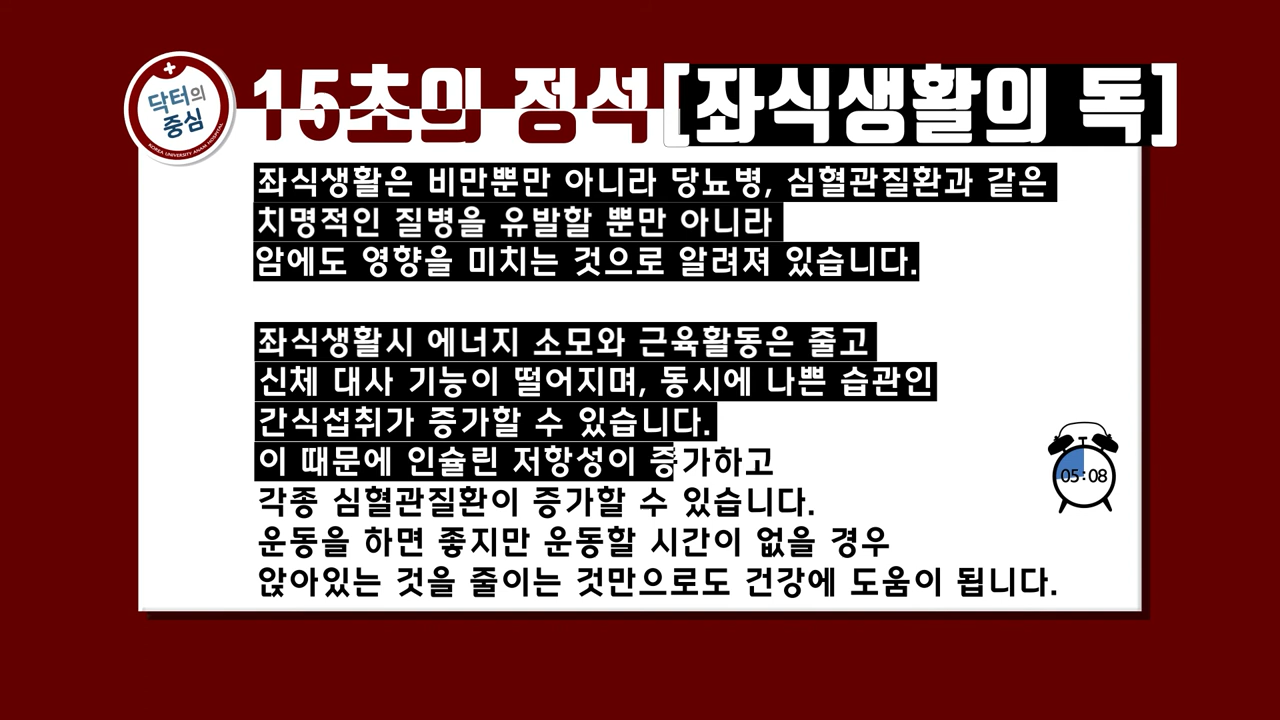 닥터의
중심
KOREA UNIVERSITY ANAM HOSPITAL
15초의 정석 [좌식생활의 독]
좌식생활은 비만뿐만 아니라 당뇨병, 심혈관질환과 같은
치명적인 질병을 유발할 뿐만 아니라
암에도 영향을 미치는 것으로 알려져 있습니다.
좌식생활시 에너지 소모와 근육활동은 줄고
신체 대사 기능이 떨어지며, 동시에 나쁜 습관인
간식섭취가 증가할 수 있습니다.
이 때문에 인슐린 저항성이 증가하고
각종 심혈관질환이 증가할 수 있습니다.
운동을 하면 좋지만 운동할 시간이 없을 경우
앉아있는 것을 줄이는 것만으로도 건강에 도움이 됩니다.
05:08